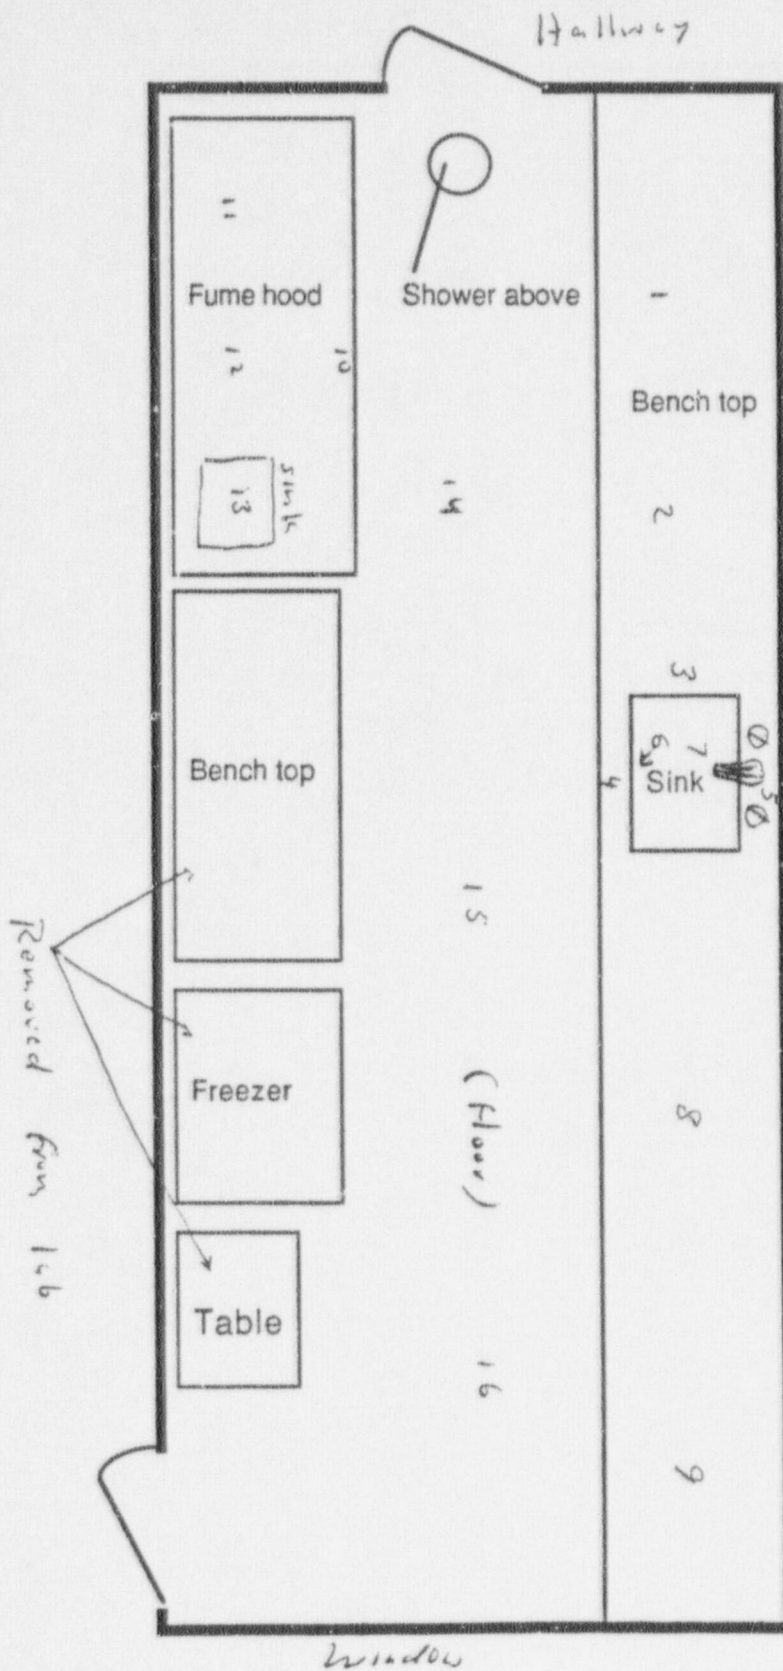 Hallway
11
Fume hood
Shower above
1
12
10
Bench top
sink
13
14
2
3
Bench top
7
6
Sink
5
4
15
8
Freezer
(floor)
Removed from lab
Table
16
9
Window